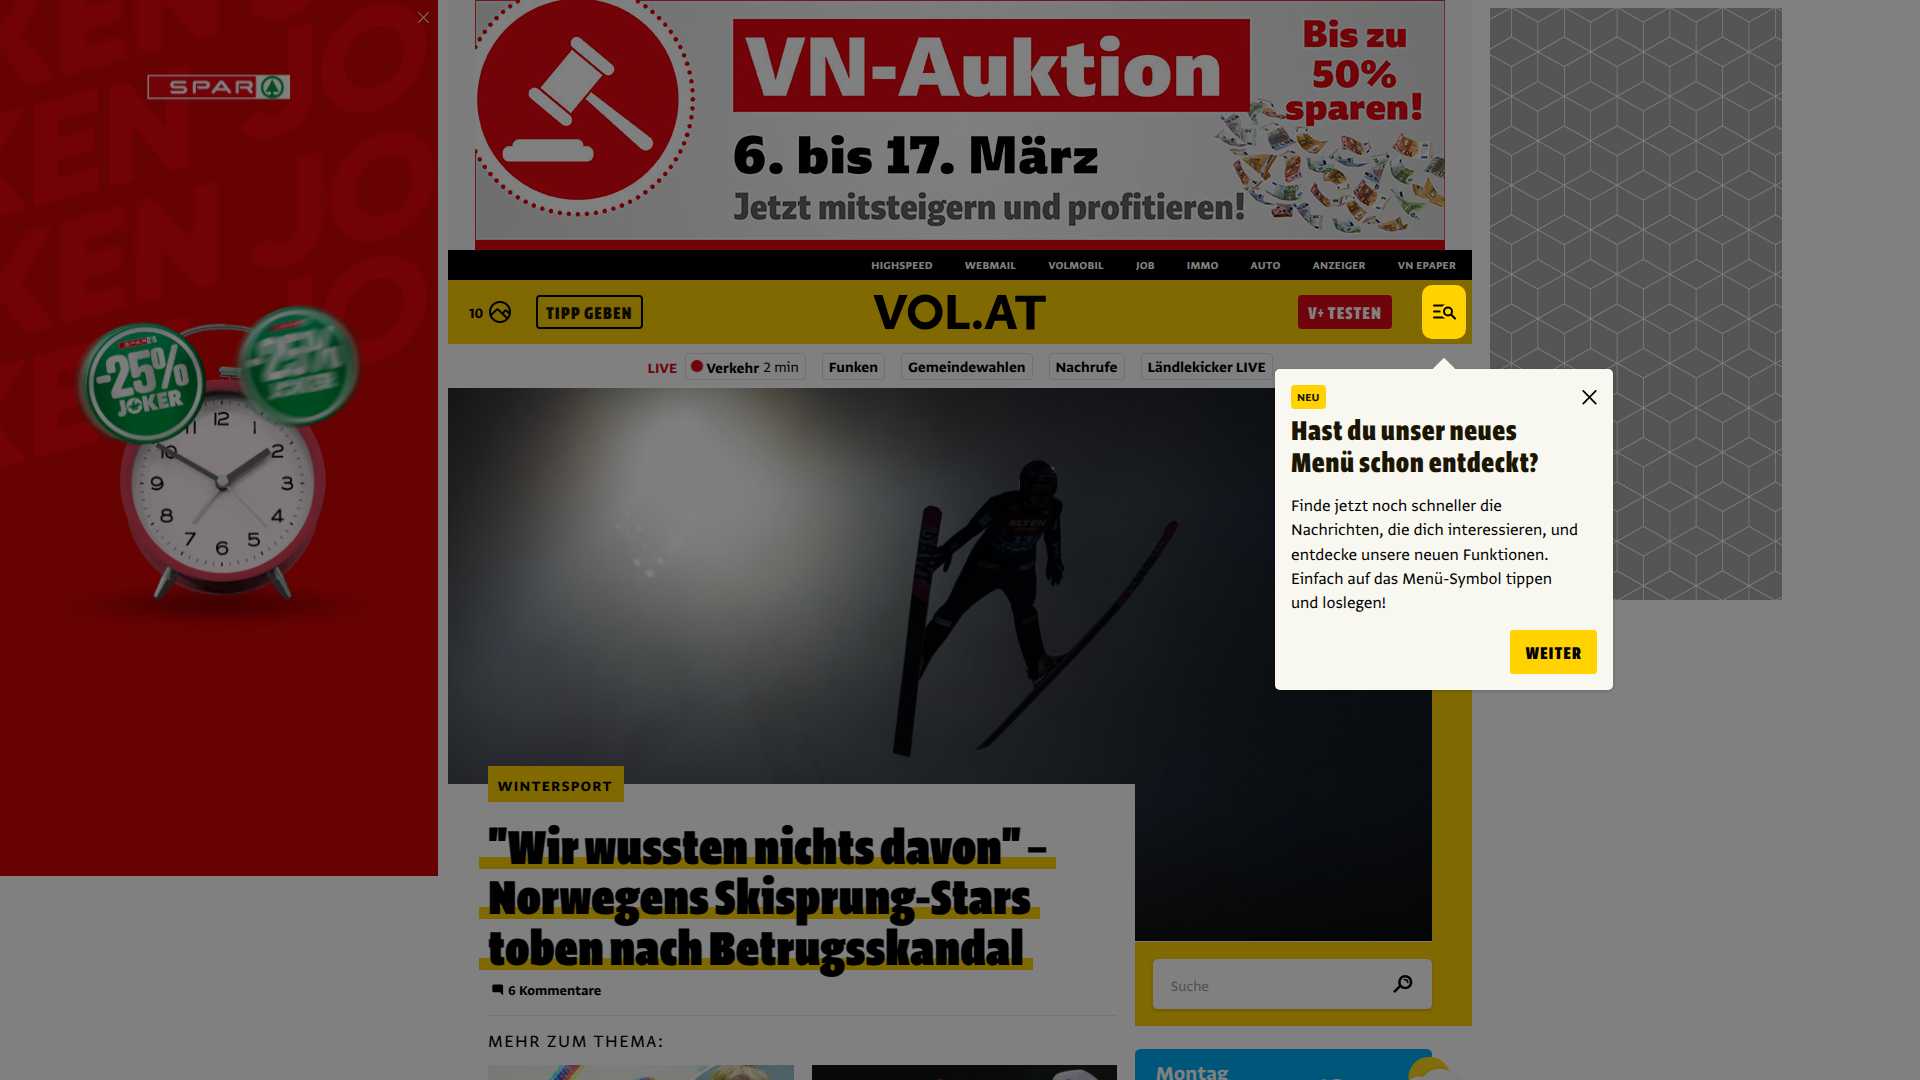 SPAR
-25%
JOKER
VN-Auktion
Bis zu
50%
sparen!
6. bis 17. März
Jetzt mitsteigern und profitieren!
HIGHSPEED WEBMAIL VOLMOBIL JOB IMMO AUTO ANZEIGER VN EPAPER
10 TIPP GEBEN VOL.AT V+ TESTEN
LIVE Verkehr 2 min Funken Gemeindewahlen Nachrufe Ländlekicker LIVE
NEU
Hast du unser neues
Menü schon entdeckt?
Finde jetzt noch schneller die
Nachrichten, die dich interessieren, und
entdecke unsere neuen Funktionen.
Einfach auf das Menü-Symbol tippen
und loslegen!
WEITER
WINTERSPORT
"Wir wussten nichts davon" –
Norwegens Skisprung-Stars
toben nach Betrugsskandal
6 Kommentare
MEHR ZUM THEMA:
Suche
Montag